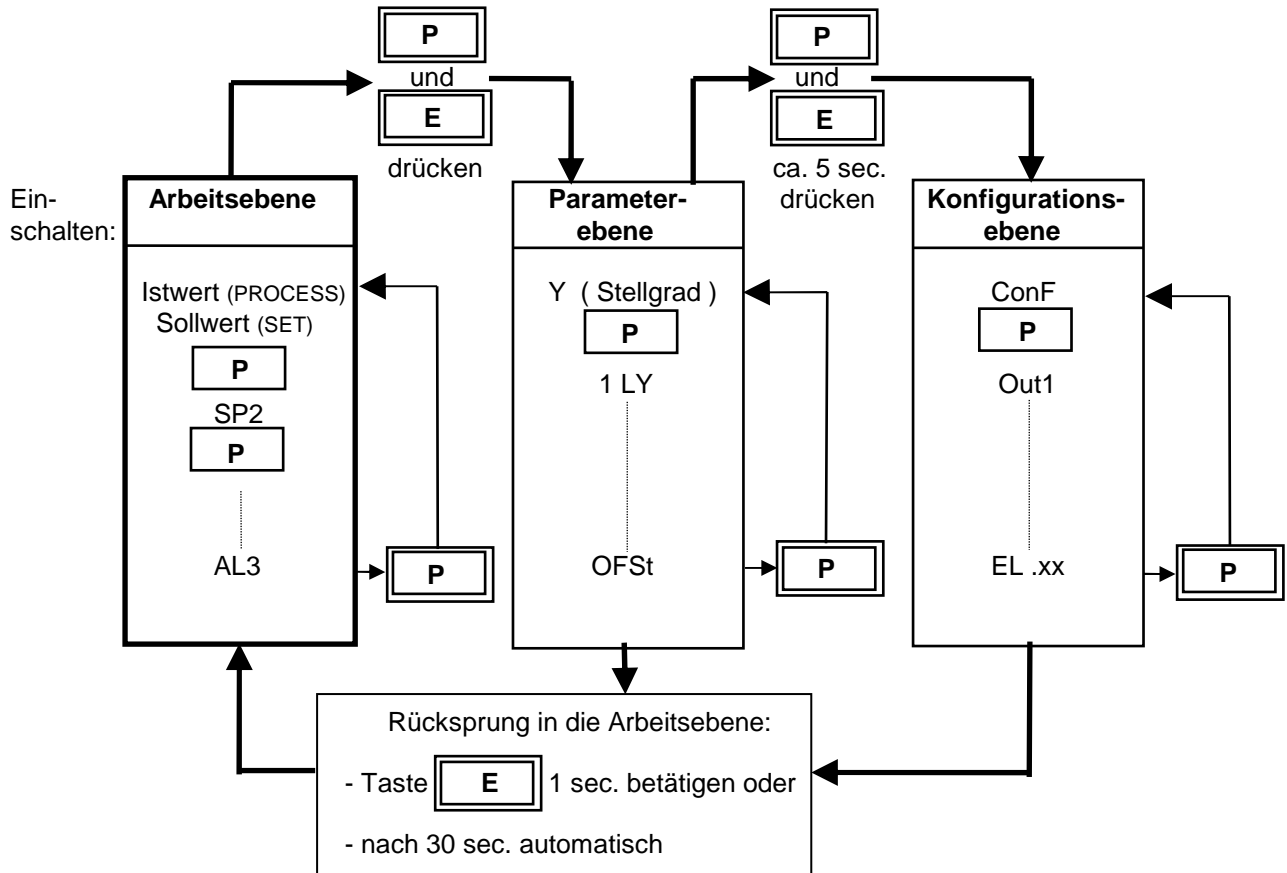 P
und
E
drücken
P
und
E
ca. 5 sec.
drücken
Ein-
schalten:
Arbeitsebene
Istwert (PROCESS)
Sollwert (SET)
P
SP2
P
AL3
P
Parameter-
ebene
Y ( Stellgrad )
P
1 LY
OFSt
P
Konfigurations-
ebene
ConF
P
Out1
EL .xx
P
Rücksprung in die Arbeitsebene:
- Taste E 1 sec. betätigen oder
- nach 30 sec. automatisch